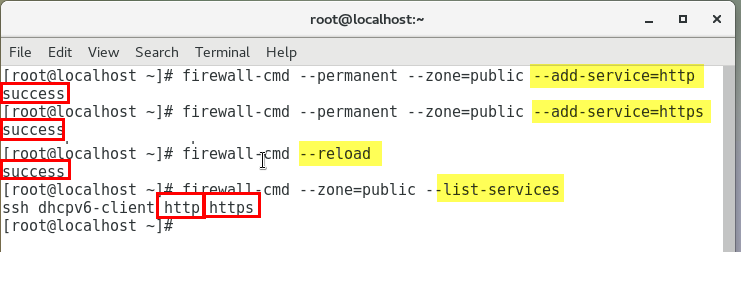 root@localhost:~
File Edit View Search Terminal Help
[root@localhost ~]# firewall-cmd --permanent --zone=public --add-service=http
success
[root@localhost ~]# firewall-cmd --permanent --zone=public --add-service=https
success
[root@localhost ~]# firewall-cmd --reload
success
[root@localhost ~]# firewall-cmd --zone=public --list-services
ssh dhcpv6-client http https
[root@localhost ~]#